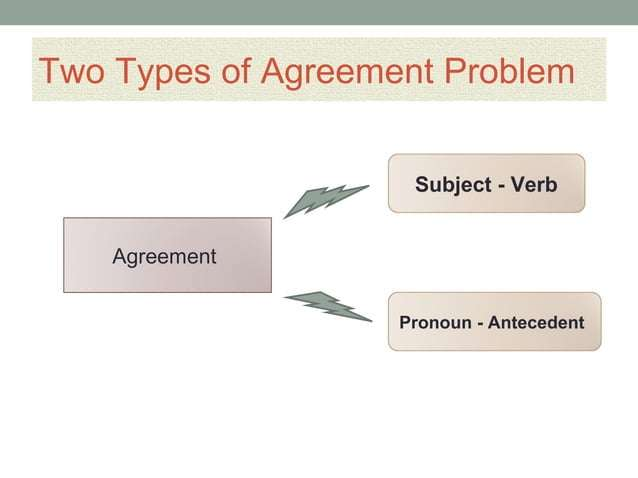 Two Types of Agreement Problem
Subject - Verb
Agreement
Pronoun - Antecedent